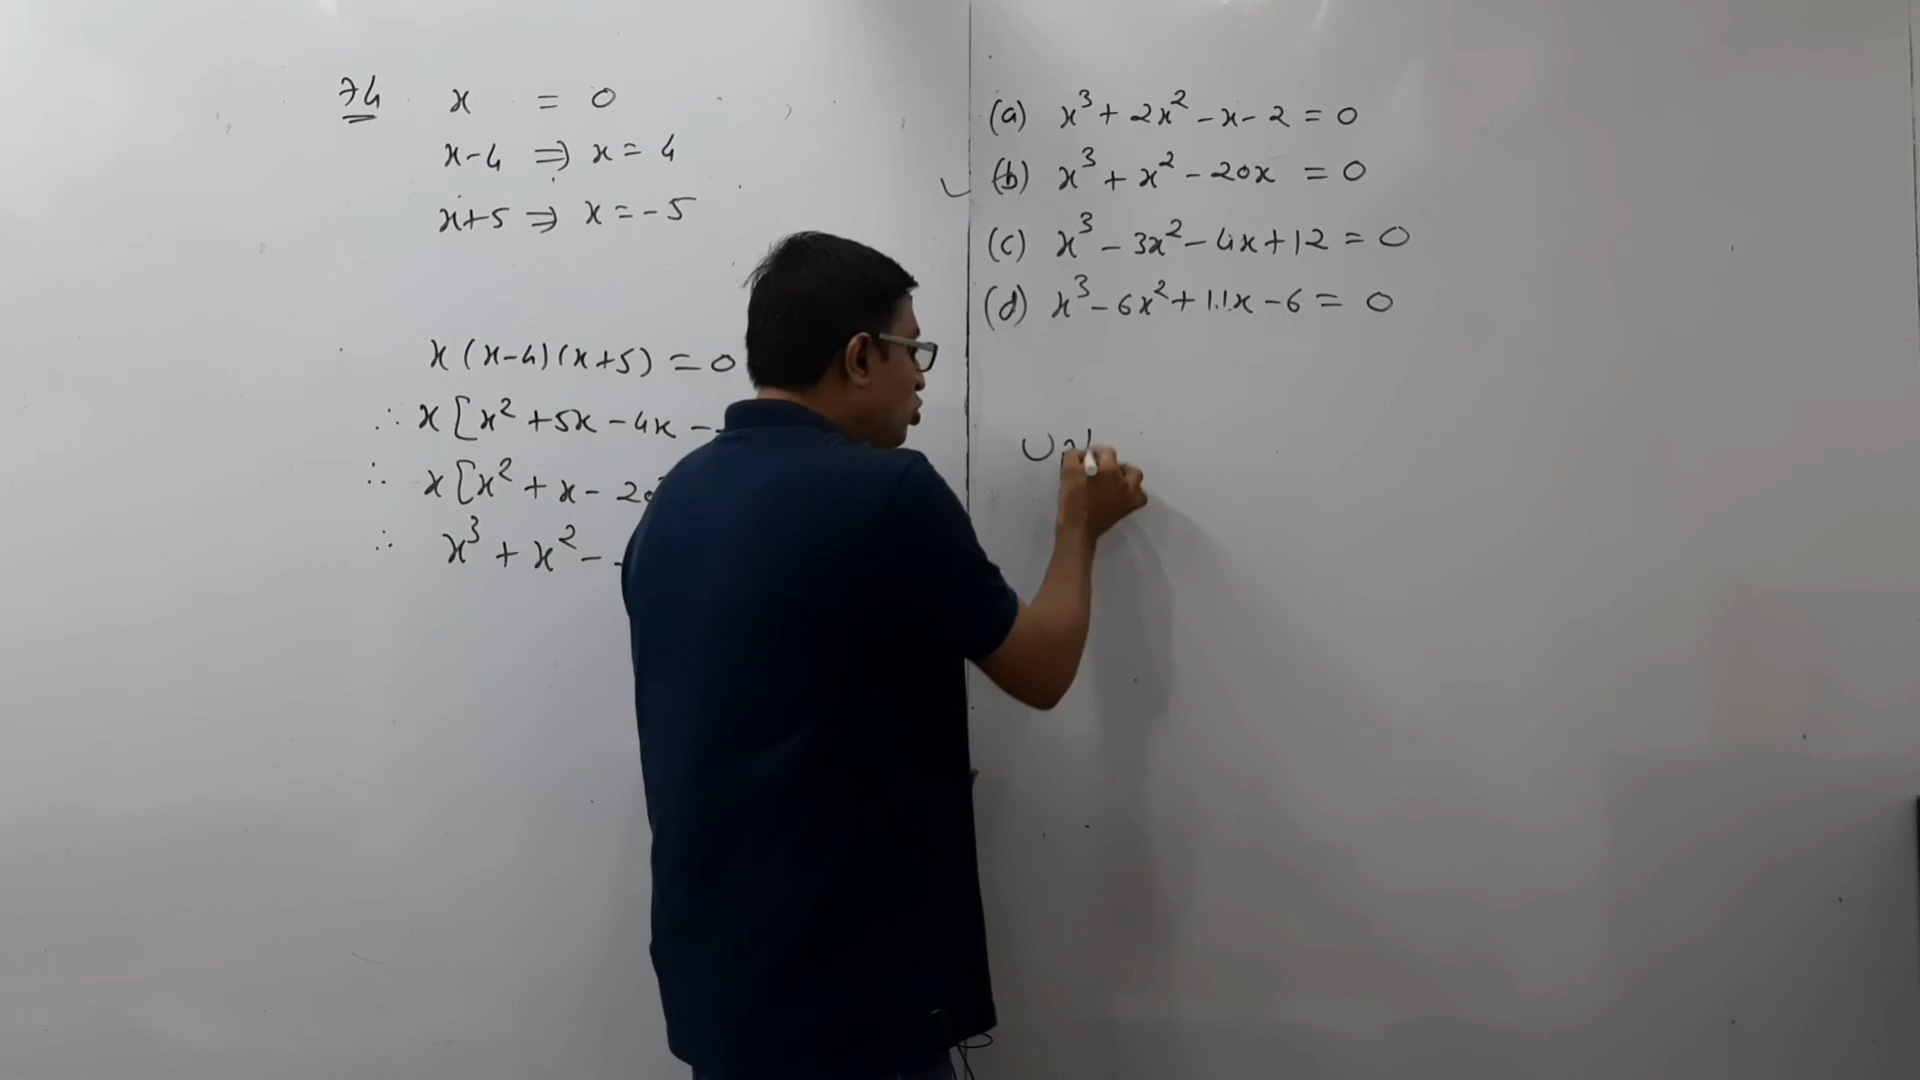 74 x = 0
x-4 ⇒ x = 4
x+5 ⇒ x = -5
x(x-4)(x+5) = 0
∴ x[x² + 5x - 4x -
∴ x[x² + x - 20
∴ x³ + x² -
(a) x³ + 2x² - x - 2 = 0
(b) x³ + x² - 20x = 0
(c) x³ - 3x² - 4x + 12 = 0
(d) x³ - 6x² + 11x - 6 = 0